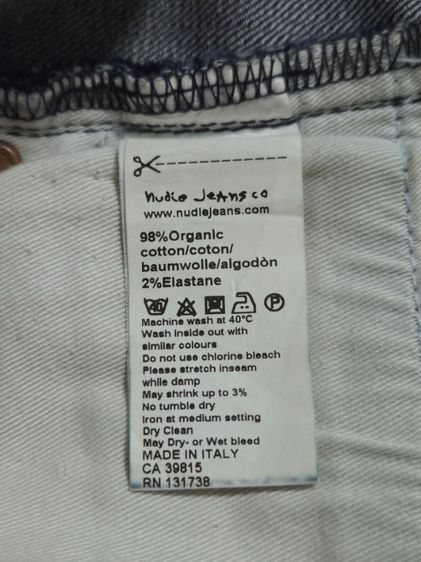 nudie Jeans co
www.nudiejeans.com
98%Organic
cotton/coton/
baumwolle/algodòn
2%Elastane
40 P
Machine wash at 40°C
Wash inside out with
similar colours
Do not use chlorine bleach
Please stretch inseam
while damp
May shrink up to 3%
No tumble dry
Iron at medium setting
Dry Clean
May Dry- or Wet bleed
MADE IN ITALY
CA 39815
RN 131738